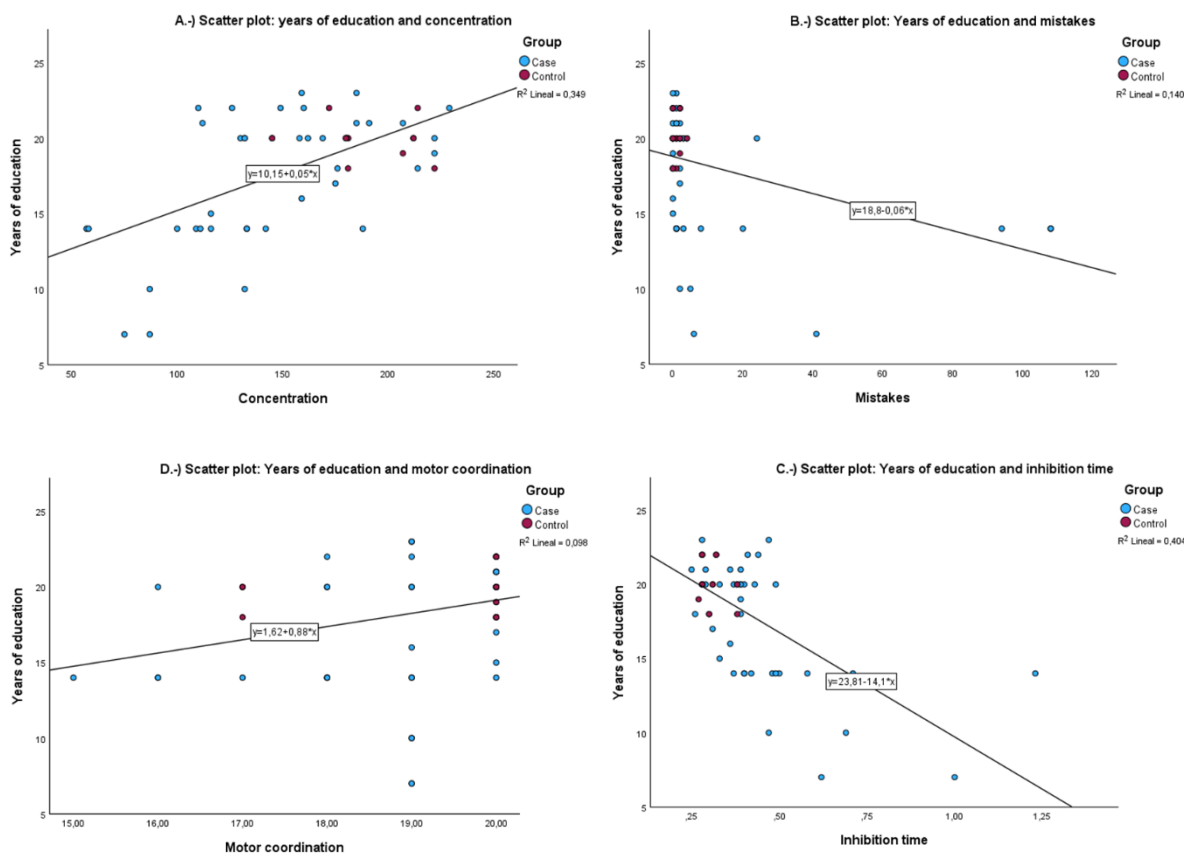 A.-) Scatter plot: years of education and concentration
Group
Case
Control
R² Lineal = 0,349
25
20
15
10
5
Years of education
y=10,15+0,05*x
50 100 150 200 250
Concentration
B.-) Scatter plot: Years of education and mistakes
Group
Case
Control
R² Lineal = 0,140
25
20
15
10
5
Years of education
y=18,8-0,06*x
0 20 40 60 80 100 120
Mistakes
D.-) Scatter plot: Years of education and motor coordination
Group
Case
Control
R² Lineal = 0,098
25
20
15
10
5
Years of education
y=1,62+0,88*x
15,00 16,00 17,00 18,00 19,00 20,00
Motor coordination
C.-) Scatter plot: Years of education and inhibition time
Group
Case
Control
R² Lineal = 0,404
25
20
15
10
5
Years of education
y=23,81-14,1*x
,25 ,50 ,75 1,00 1,25
Inhibition time